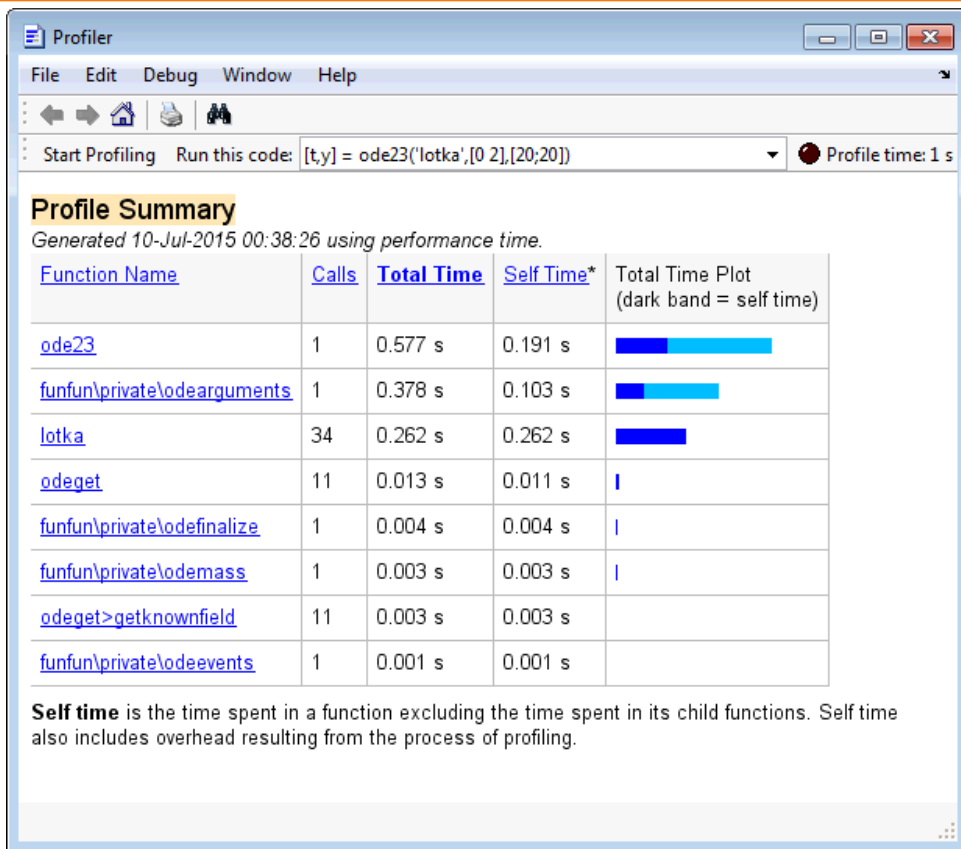 Profiler
File Edit Debug Window Help
Start Profiling Run this code: [t,y] = ode23('lotka',[0 2],[20;20]) Profile time: 1 s
Profile Summary
Generated 10-Jul-2015 00:38:26 using performance time.
Function Name Calls Total Time Self Time* Total Time Plot
(dark band = self time)
ode23 1 0.577 s 0.191 s
funfun\private\odearguments 1 0.378 s 0.103 s
lotka 34 0.262 s 0.262 s
odeget 11 0.013 s 0.011 s
funfun\private\odefinalize 1 0.004 s 0.004 s
funfun\private\odemass 1 0.003 s 0.003 s
odeget>getknownfield 11 0.003 s 0.003 s
funfun\private\odeevents 1 0.001 s 0.001 s
Self time is the time spent in a function excluding the time spent in its child functions. Self time
also includes overhead resulting from the process of profiling.